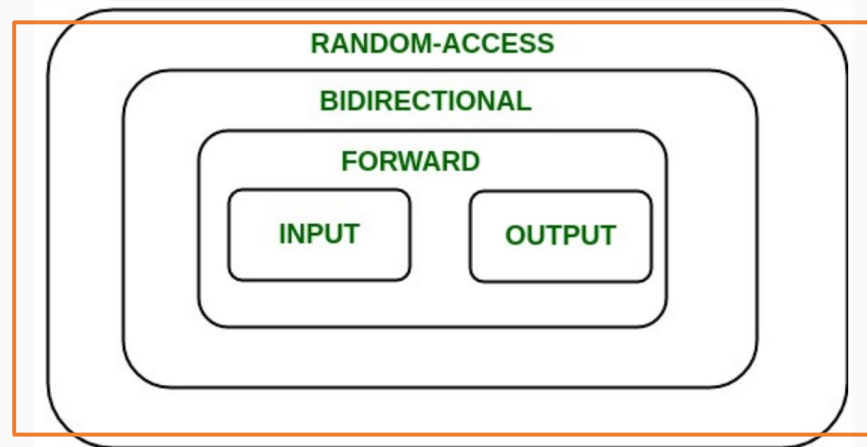 RANDOM-ACCESS
BIDIRECTIONAL
FORWARD
INPUT OUTPUT